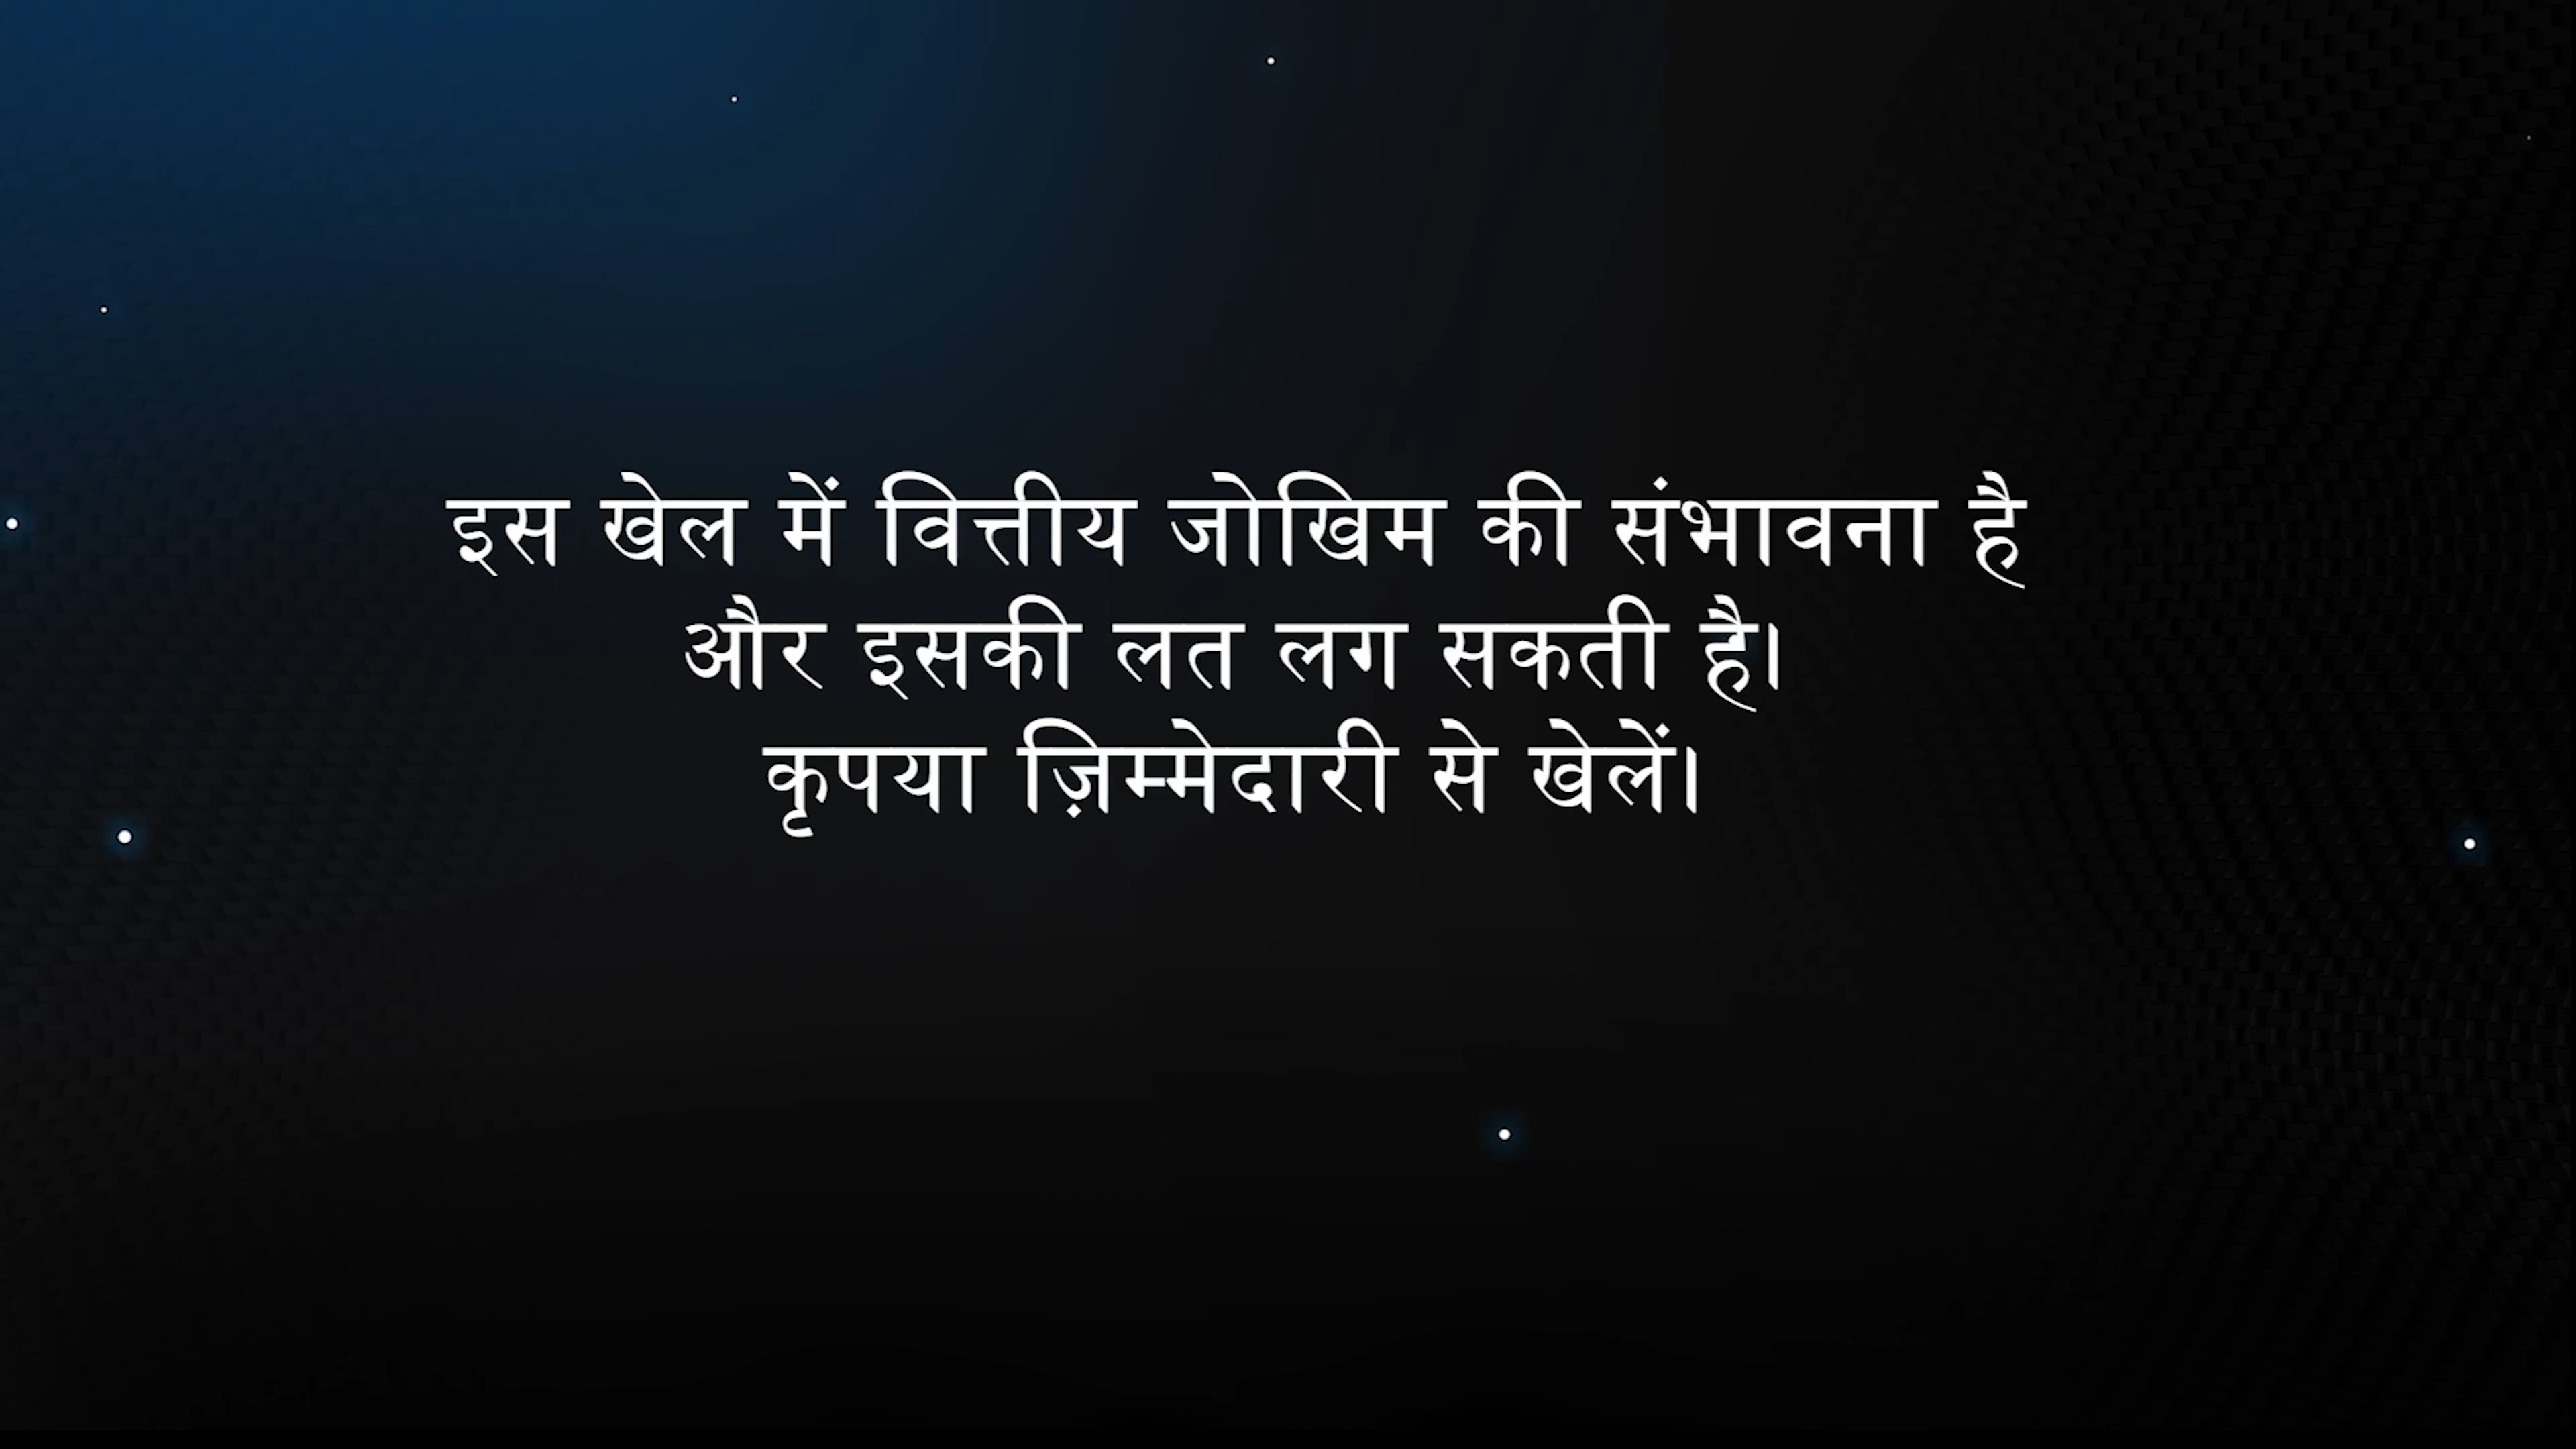 इस खेल में वित्तीय जोखिम की संभावना है
और इसकी लत लग सकती है।
कृपया ज़िम्मेदारी से खेलें।